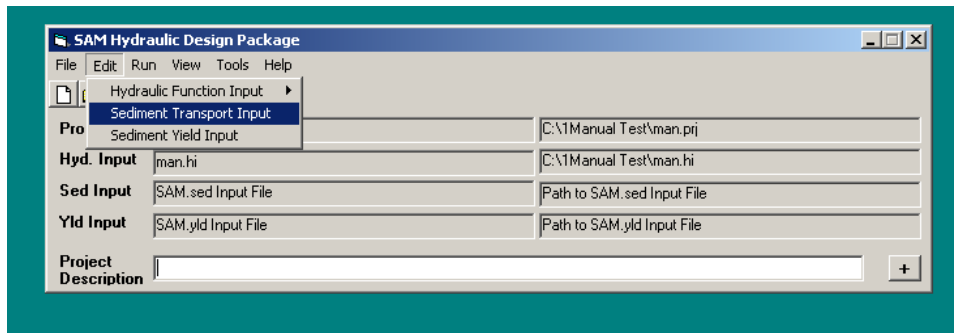 SAM Hydraulic Design Package
File Edit Run View Tools Help
Hydraulic Function Input
Sediment Transport Input
Sediment Yield Input
Pro
C:\1Manual Test\man.prj
Hyd. Input man.hi C:\1Manual Test\man.hi
Sed Input SAM.sed Input File Path to SAM.sed Input File
Yld Input SAM.yld Input File Path to SAM.yld Input File
Project
Description
+